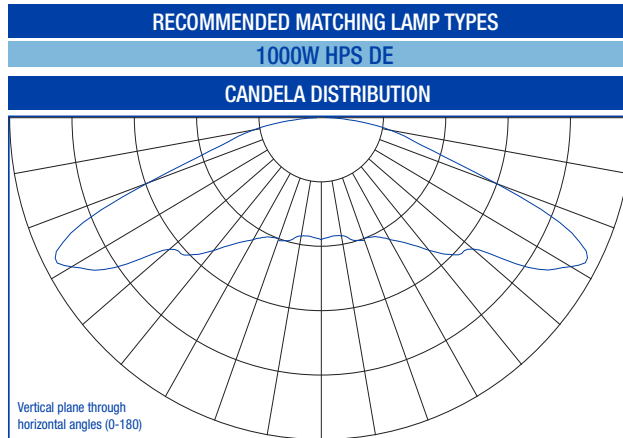 RECOMMENDED MATCHING LAMP TYPES
1000W HPS DE
CANDELA DISTRIBUTION
Vertical plane through
horizontal angles (0-180)